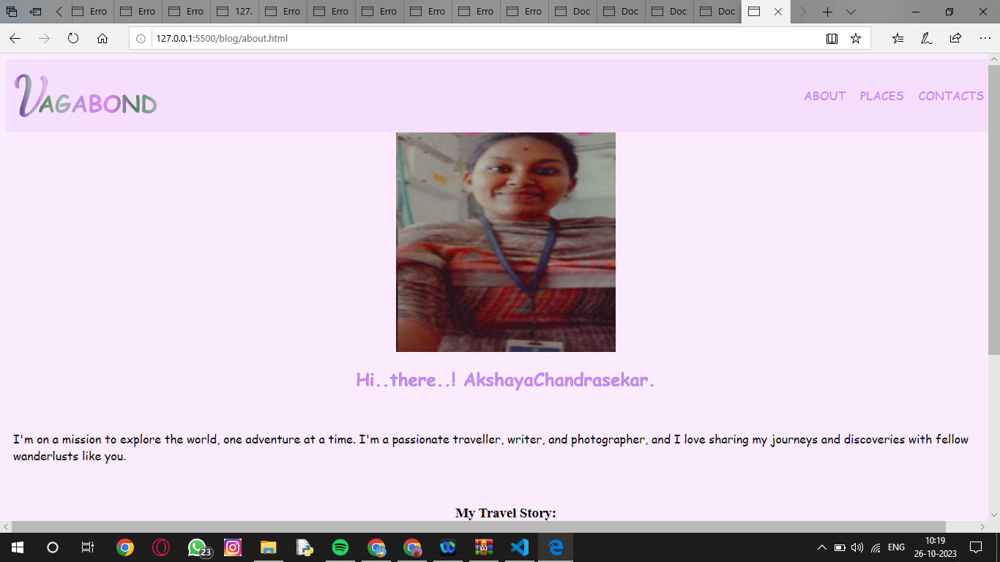 Erro Erro Erro 127. Erro Erro Erro Erro Erro Erro Doc Doc Doc Doc
127.0.0.1:5500/blog/about.html
VAGABOND
ABOUT PLACES CONTACTS
Hi..there..! AkshayaChandrasekar.
I'm on a mission to explore the world, one adventure at a time. I'm a passionate traveller, writer, and photographer, and I love sharing my journeys and discoveries with fellow
wanderlusts like you.
My Travel Story:
23
ENG
10:19
26-10-2023